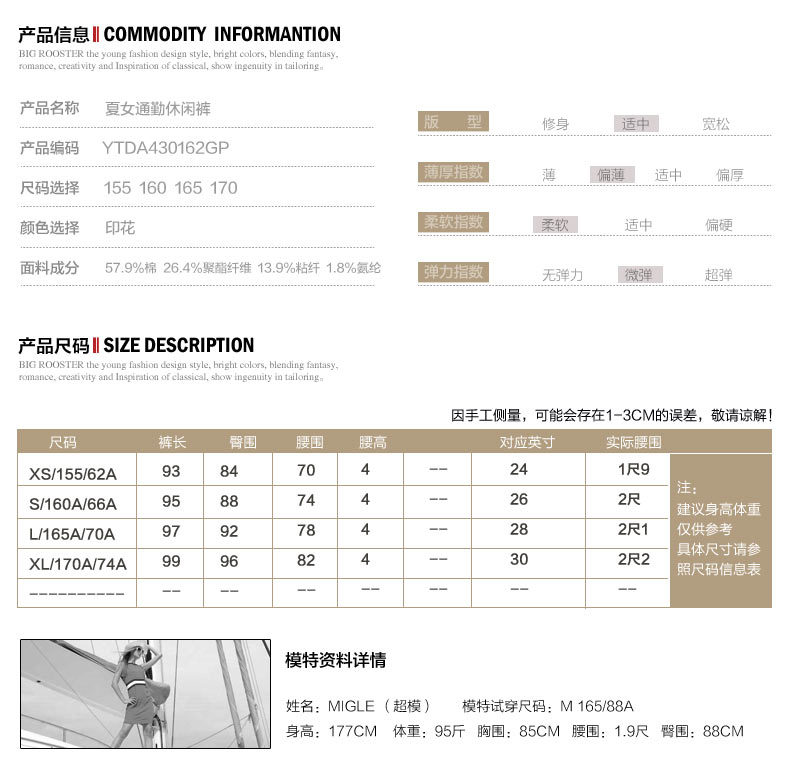 产品信息 COMMODITY INFORMANTION
BIG ROOSTER the young fashion design style, bright colors, blending fantasy,
romance, creativity and Inspiration of classical, show ingenuity in tailoring。
产品名称 夏女通勤休闲裤
产品编码 YTDA430162GP
尺码选择 155 160 165 170
颜色选择 印花
面料成分 57.9%棉 26.4%聚酯纤维 13.9%粘纤 1.8%氨纶
版 型 修身 适中 宽松
薄厚指数 薄 偏薄 适中 偏厚
柔软指数 柔软 适中 偏硬
弹力指数 无弹力 微弹 超弹
产品尺码 SIZE DESCRIPTION
BIG ROOSTER the young fashion design style, bright colors, blending fantasy,
romance, creativity and Inspiration of classical, show ingenuity in tailoring。
因手工侧量，可能会存在1-3CM的误差，敬请谅解！
尺码 裤长 臀围 腰围 腰高 对应英寸 实际腰围
XS/155/62A 93 84 70 4 -- 24 1尺9
S/160A/66A 95 88 74 4 -- 26 2尺
L/165A/70A 97 92 78 4 -- 28 2尺1
XL/170A/74A 99 96 82 4 -- 30 2尺2
---------- -- -- -- -- -- -- --
注：
建议身高体重
仅供参考
具体尺寸请参
照尺码信息表
模特资料详情
姓名：MIGLE （超模） 模特试穿尺码：M 165/88A
身高：177CM 体重：95斤 胸围：85CM 腰围：1.9尺 臀围：88CM